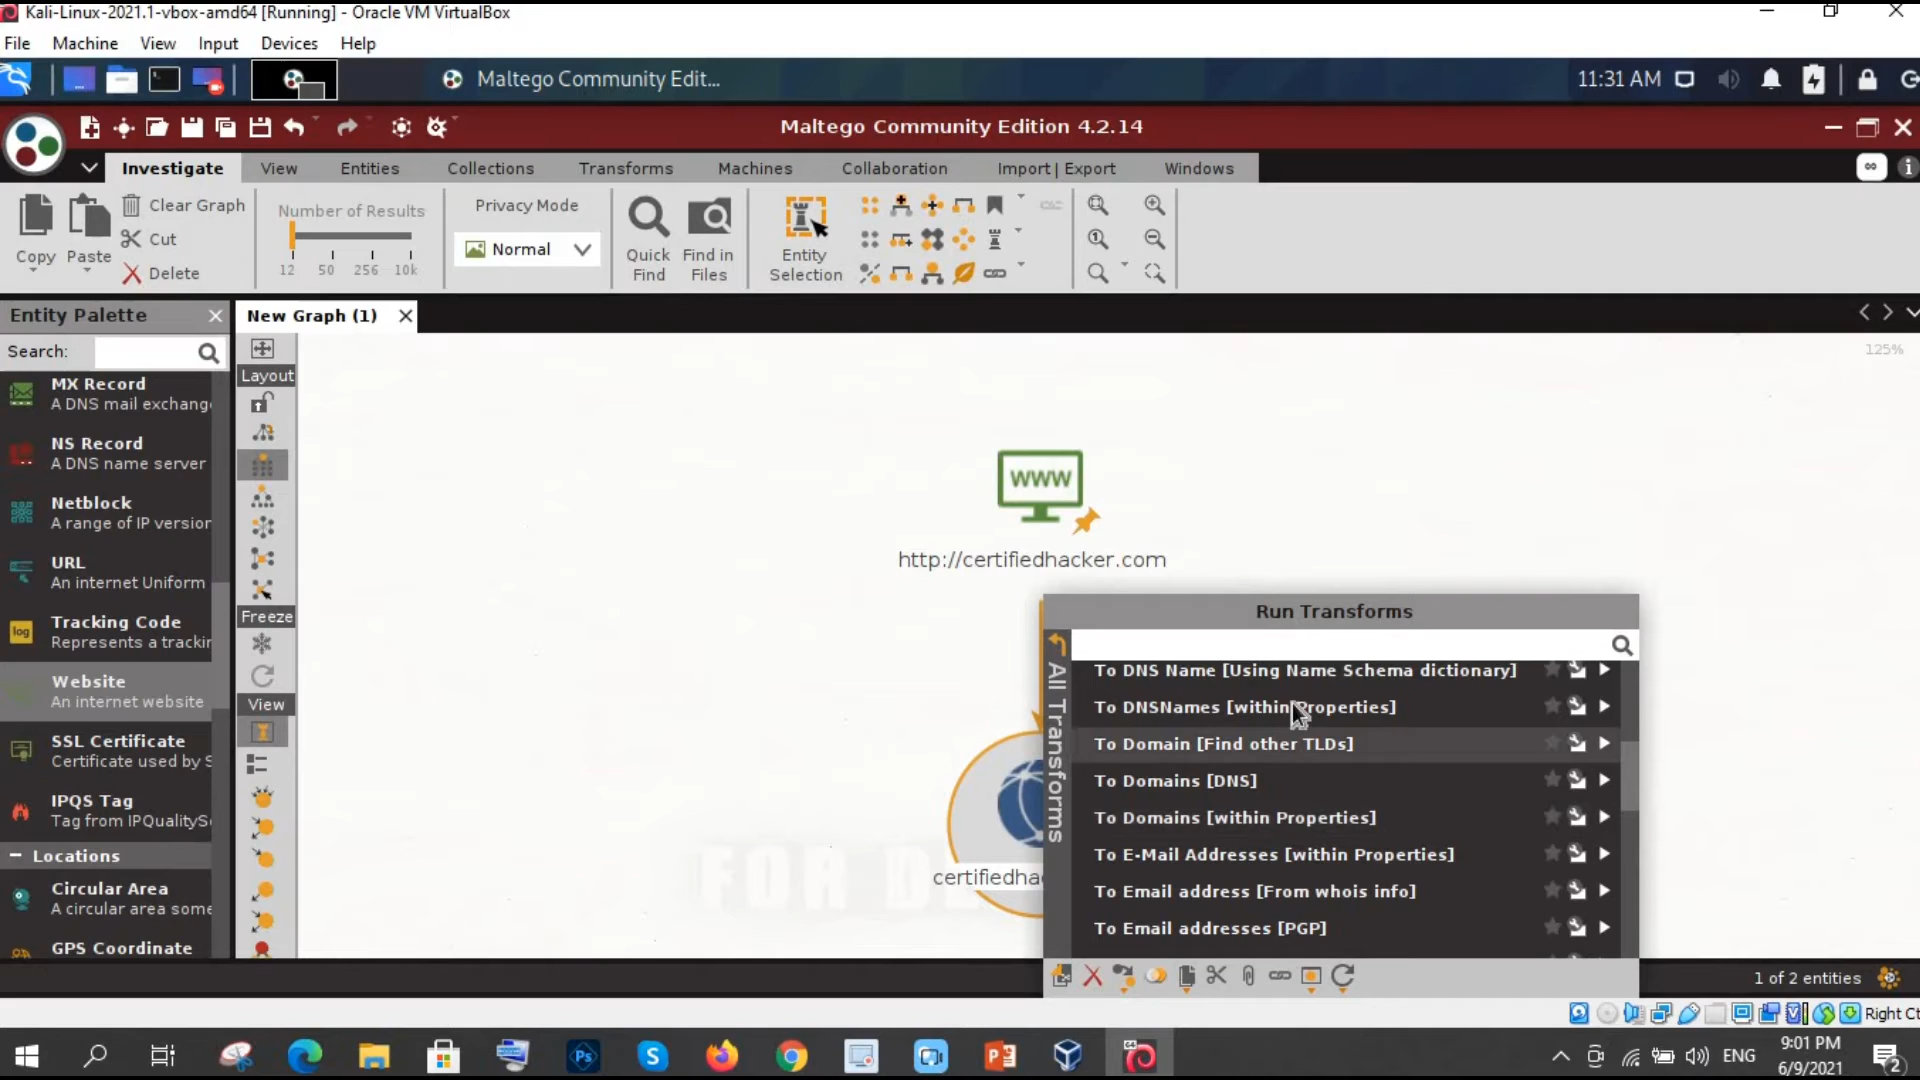 Kali-Linux-2021.1-vbox-amd64 [Running] - Oracle VM VirtualBox
File Machine View Input Devices Help
Maltego Community Edit...
11:31 AM
Maltego Community Edition 4.2.14
Investigate View Entities Collections Transforms Machines Collaboration Import | Export Windows
Copy
Paste
Clear Graph
Cut
Delete
Number of Results
12 50 256 10k
Privacy Mode
Normal
Quick Find
Find in Files
Entity Selection
Entity Palette
New Graph (1)
Search:
125%
MX Record
A DNS mail exchang
NS Record
A DNS name server
Netblock
A range of IP version
URL
An internet Uniform
Tracking Code
Represents a trackin
Website
An internet website
SSL Certificate
Certificate used by S
IPQS Tag
Tag from IPQualityS
Locations
Circular Area
A circular area some
GPS Coordinate
Layout
Freeze
View
WWW
http://certifiedhacker.com
certifiedha
FOR D
Run Transforms
All Transforms
To DNS Name [Using Name Schema dictionary]
To DNSNames [within Properties]
To Domain [Find other TLDs]
To Domains [DNS]
To Domains [within Properties]
To E-Mail Addresses [within Properties]
To Email address [From whois info]
To Email addresses [PGP]
1 of 2 entities
Right Ct
ENG
9:01 PM
6/9/2021
2